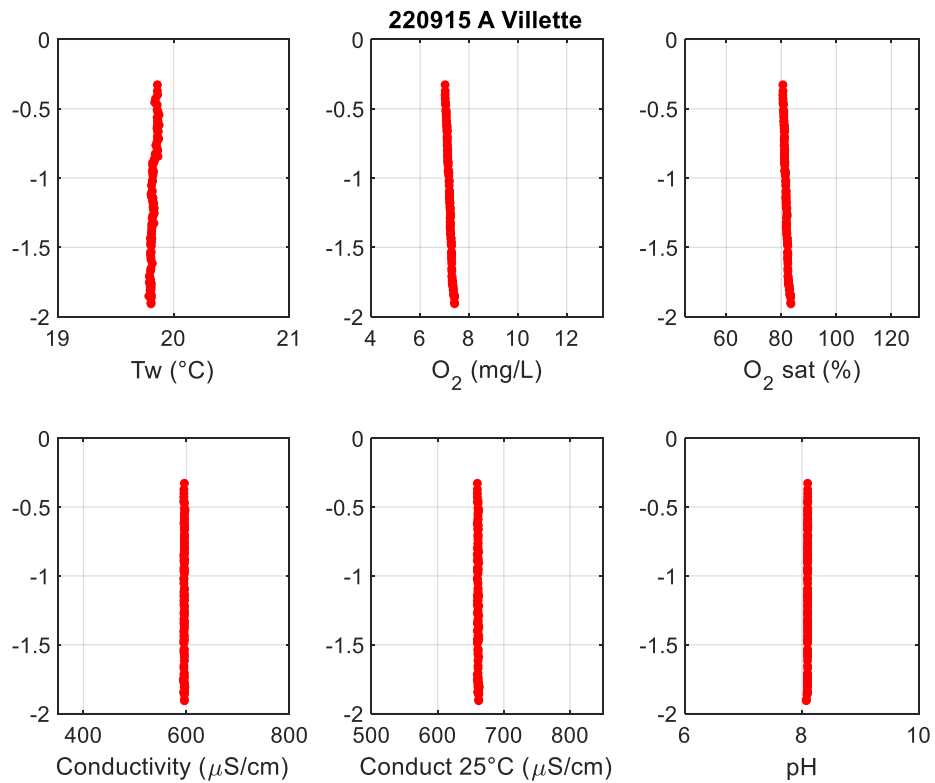 220915 A Villette
0
-0.5
-1
-1.5
-2
19 20 21
Tw (°C)
0
-0.5
-1
-1.5
-2
4 6 8 10 12
O2 (mg/L)
0
-0.5
-1
-1.5
-2
60 80 100 120
O2 sat (%)
0
-0.5
-1
-1.5
-2
400 600 800
Conductivity (μS/cm)
0
-0.5
-1
-1.5
-2
500 600 700 800
Conduct 25°C (μS/cm)
0
-0.5
-1
-1.5
-2
6 8 10
pH